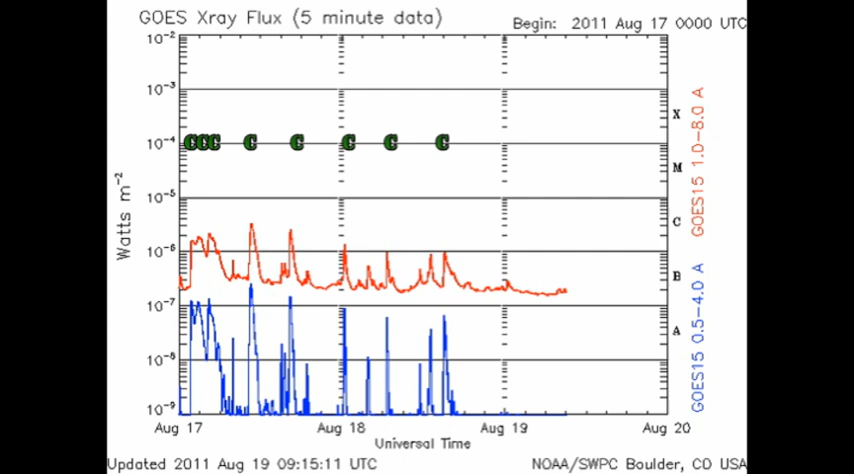 GOES Xray Flux (5 minute data)
Begin: 2011 Aug 17 0000 UTC
10⁻²
10⁻³
10⁻⁴
10⁻⁵
10⁻⁶
10⁻⁷
10⁻⁸
10⁻⁹
Watts m⁻²
C C C C C C C C
X
M
C
B
A
GOES15 1.0-8.0 A
GOES15 0.5-4.0 A
Aug 17 Aug 18 Aug 19 Aug 20
Universal Time
Updated 2011 Aug 19 09:15:11 UTC
NOAA/SWPC Boulder, CO USA